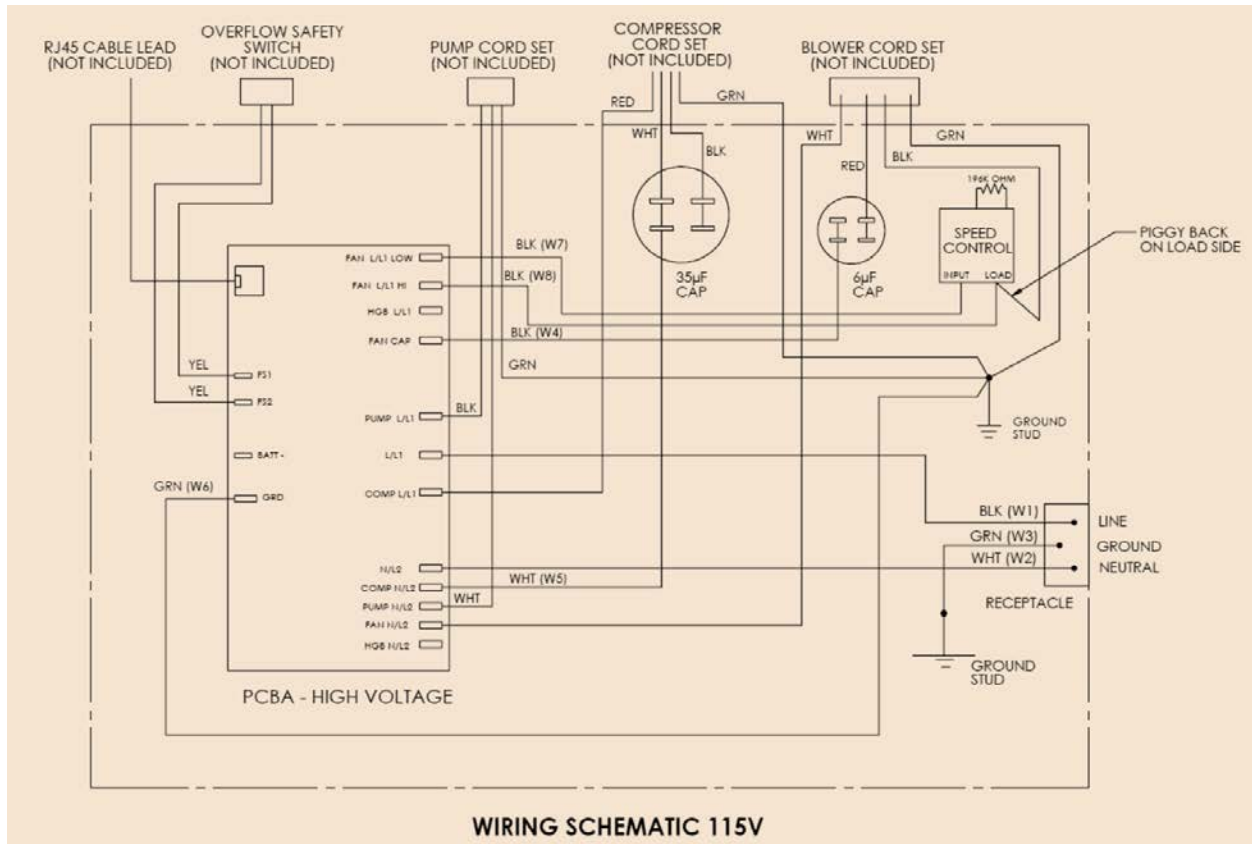 RJ45 CABLE LEAD
(NOT INCLUDED)
OVERFLOW SAFETY
SWITCH
(NOT INCLUDED)
PUMP CORD SET
(NOT INCLUDED)
COMPRESSOR
CORD SET
(NOT INCLUDED)
BLOWER CORD SET
(NOT INCLUDED)
RED
GRN
WHT
BLK
WHT
RED
BLK
GRN
196K OHM
SPEED
CONTROL
INPUT LOAD
PIGGY BACK
ON LOAD SIDE
35µF
CAP
6µF
CAP
FAN L/L1 LOW
BLK (W7)
FAN L/L1 HI
BLK (W8)
HGB L/L1
FAN CAP
BLK (W4)
GRN
YEL
FS1
YEL
FS2
PUMP L/L1
BLK
BATT -
L/L1
GRN (W6)
GRD
COMP L/L1
GROUND
STUD
BLK (W1)
LINE
GRN (W3)
GROUND
WHT (W2)
NEUTRAL
RECEPTACLE
N/L2
COMP N/L2
WHT (W5)
PUMP N/L2
WHT
FAN N/L2
HGB N/L2
GROUND
STUD
PCBA - HIGH VOLTAGE
WIRING SCHEMATIC 115V